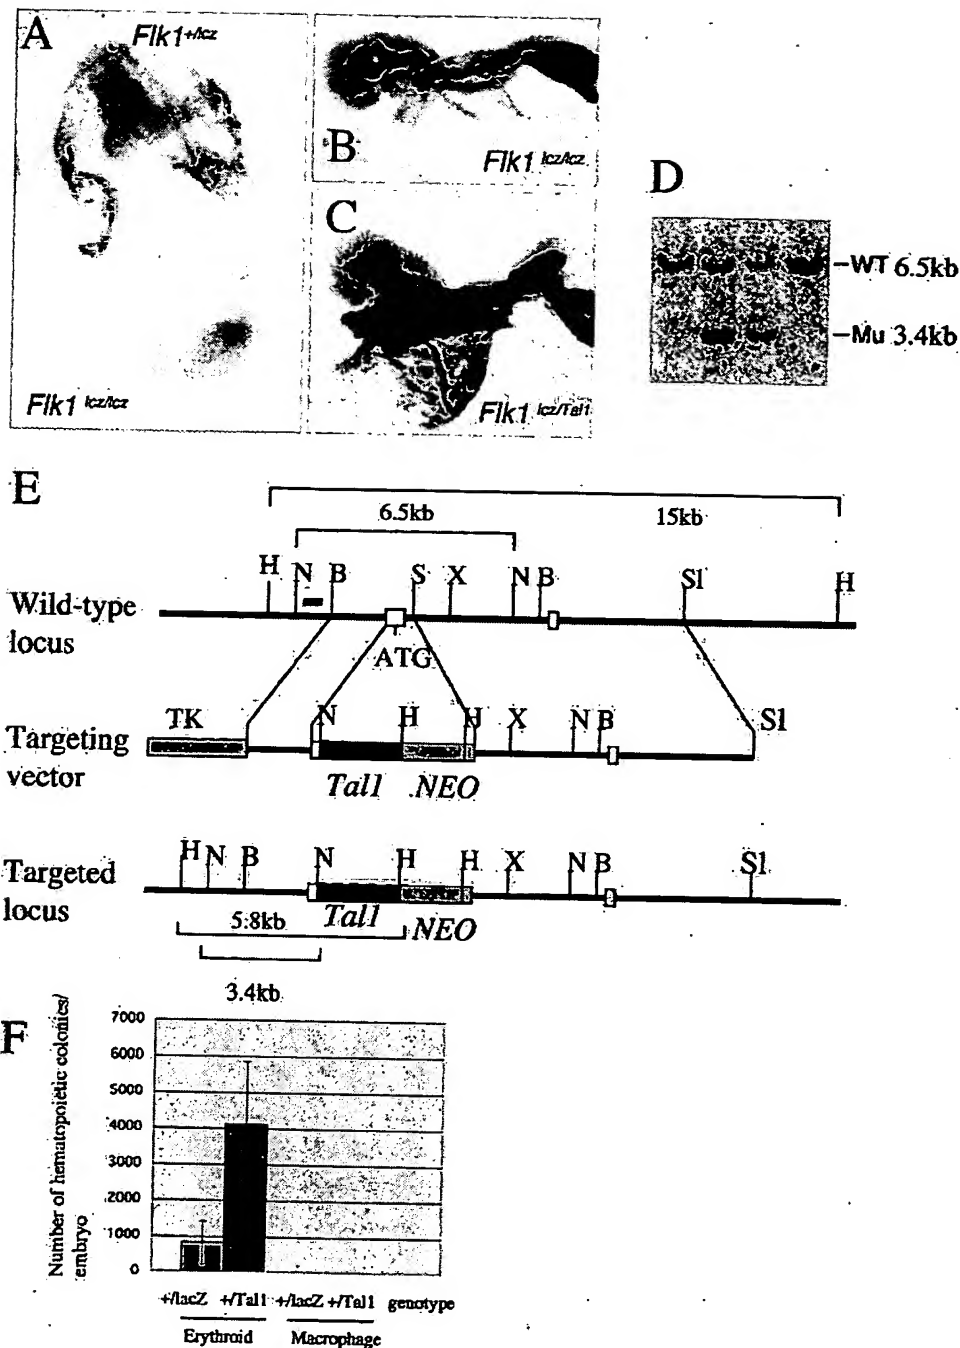 A
Flk1 +/lcz
Flk1 lcz/lcz
B
Flk1 lcz/lcz
C
Flk1 lcz/Tal1
D
WT 6.5kb
Mu 3.4kb
E
6.5kb 15kb
H N B S X N B Sl H
Wild-type
locus
ATG
TK N H H X N B Sl
Targeting
vector
Tal1 NEO
H N B N H H X N B Sl
Targeted
locus
Tal1 NEO
5.8kb
3.4kb
F
Number of hematopoietic colonies/
embryo
7000
6000
5000
4000
3000
2000
1000
0
+/lacZ +/Tal1 +/lacZ +/Tal1 genotype
Erythroid Macrophage